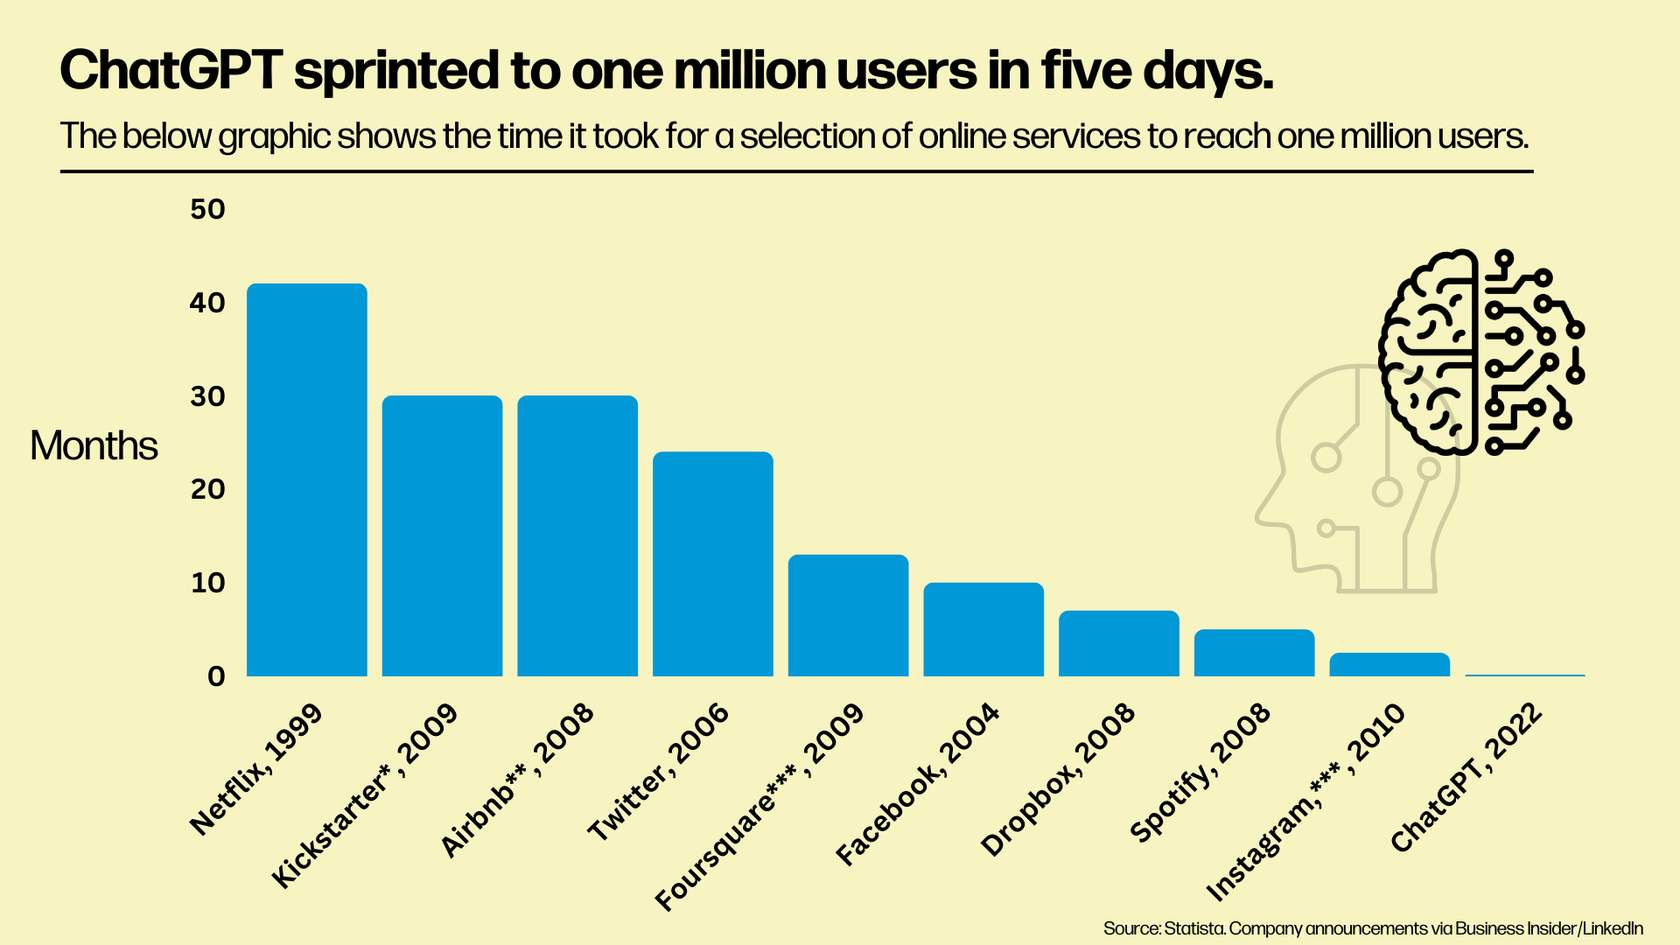 ChatGPT sprinted to one million users in five days.
The below graphic shows the time it took for a selection of online services to reach one million users.
50
40
30
Months
20
10
0
Netflix, 1999
Kickstarter*, 2009
Airbnb**, 2008
Twitter, 2006
Foursquare***, 2009
Facebook, 2004
Dropbox, 2008
Spotify, 2008
Instagram,***, 2010
ChatGPT, 2022
Source: Statista. Company announcements via Business Insider/LinkedIn